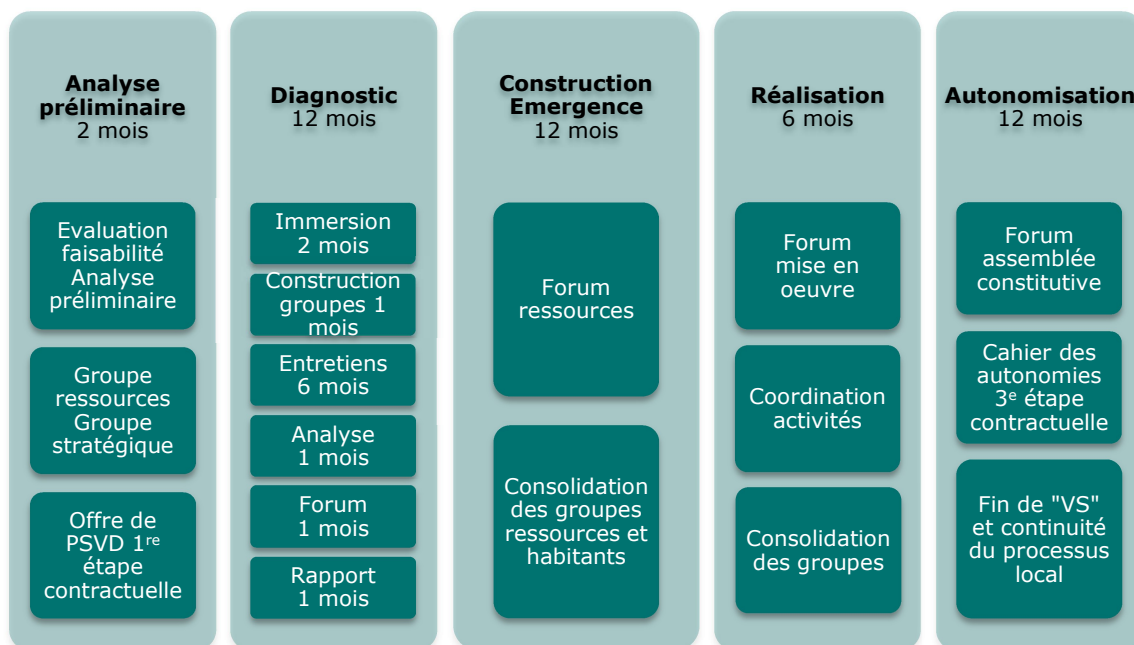 Analyse
préliminaire
2 mois
Evaluation
faisabilité
Analyse
préliminaire
Groupe
ressources
Groupe
stratégique
Offre de
PSVD 1re
étape
contractuelle
Diagnostic
12 mois
Immersion
2 mois
Construction
groupes 1
mois
Entretiens
6 mois
Analyse
1 mois
Forum
1 mois
Rapport
1 mois
Construction
Emergence
12 mois
Forum
ressources
Consolidation
des groupes
ressources et
habitants
Réalisation
6 mois
Forum
mise en
oeuvre
Coordination
activités
Consolidation
des groupes
Autonomisation
12 mois
Forum
assemblée
constitutive
Cahier des
autonomies
3e étape
contractuelle
Fin de "VS"
et continuité
du processus
local